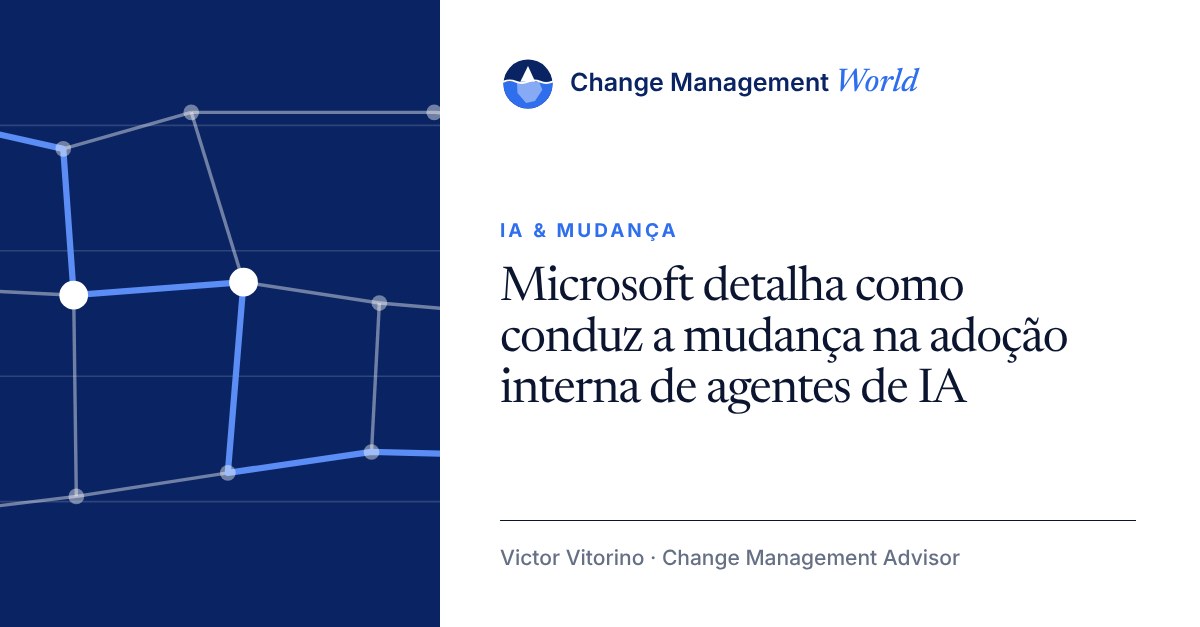 Change Management World
IA & MUDANÇA
Microsoft detalha como
conduz a mudança na adoção
interna de agentes de IA
Victor Vitorino · Change Management Advisor